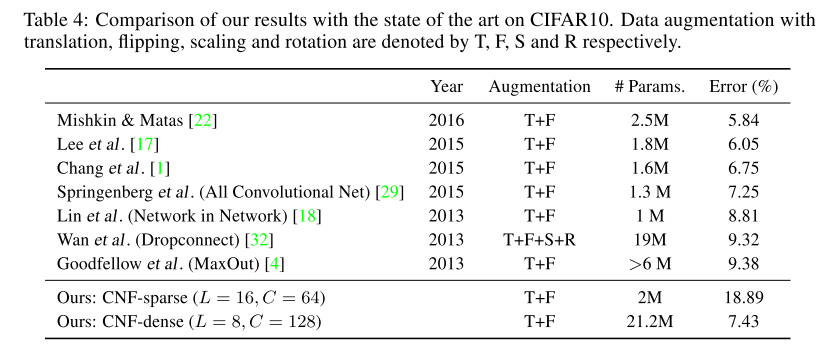 Table 4: Comparison of our results with the state of the art on CIFAR10. Data augmentation with
translation, flipping, scaling and rotation are denoted by T, F, S and R respectively.
Year Augmentation # Params. Error (%)
Mishkin & Matas [22] 2016 T+F 2.5M 5.84
Lee et al. [17] 2015 T+F 1.8M 6.05
Chang et al. [1] 2015 T+F 1.6M 6.75
Springenberg et al. (All Convolutional Net) [29] 2015 T+F 1.3 M 7.25
Lin et al. (Network in Network) [18] 2013 T+F 1 M 8.81
Wan et al. (Dropconnect) [32] 2013 T+F+S+R 19M 9.32
Goodfellow et al. (MaxOut) [4] 2013 T+F >6 M 9.38
Ours: CNF-sparse (L = 16, C = 64) T+F 2M 18.89
Ours: CNF-dense (L = 8, C = 128) T+F 21.2M 7.43